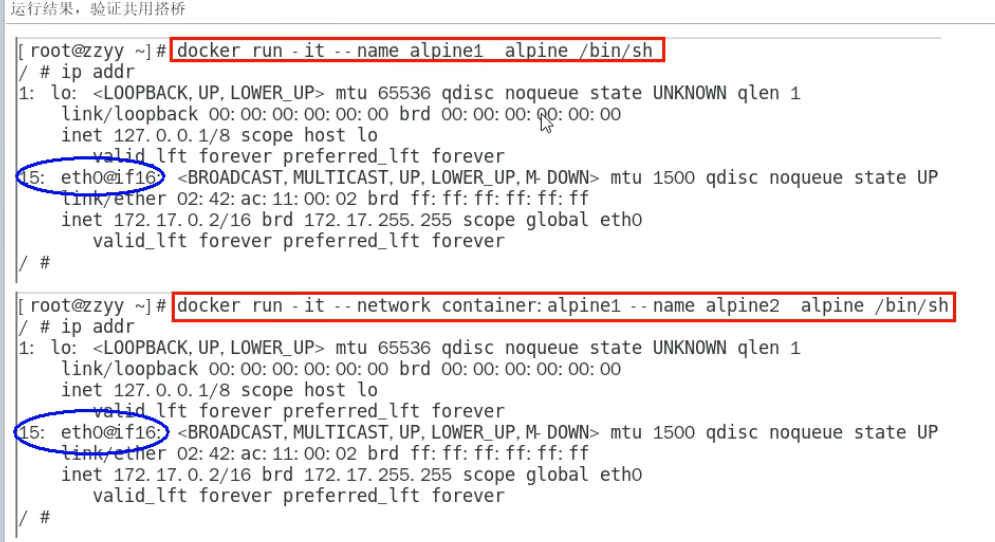 运行结果，验证共用搭桥
[root@zzyy ~]# docker run -it --name alpine1  alpine /bin/sh
/ # ip addr
1: lo: <LOOPBACK,UP,LOWER_UP> mtu 65536 qdisc noqueue state UNKNOWN qlen 1
link/loopback 00:00:00:00:00:00 brd 00:00:00:00:00:00
inet 127.0.0.1/8 scope host lo
valid_lft forever preferred_lft forever
15: eth0@if16: <BROADCAST,MULTICAST,UP,LOWER_UP,M-DOWN> mtu 1500 qdisc noqueue state UP
link/ether 02:42:ac:11:00:02 brd ff:ff:ff:ff:ff:ff
inet 172.17.0.2/16 brd 172.17.255.255 scope global eth0
valid_lft forever preferred_lft forever
/ #
[root@zzyy ~]# docker run -it --network container:alpine1 --name alpine2  alpine /bin/sh
/ # ip addr
1: lo: <LOOPBACK,UP,LOWER_UP> mtu 65536 qdisc noqueue state UNKNOWN qlen 1
link/loopback 00:00:00:00:00:00 brd 00:00:00:00:00:00
inet 127.0.0.1/8 scope host lo
valid_lft forever preferred_lft forever
15: eth0@if16: <BROADCAST,MULTICAST,UP,LOWER_UP,M-DOWN> mtu 1500 qdisc noqueue state UP
link/ether 02:42:ac:11:00:02 brd ff:ff:ff:ff:ff:ff
inet 172.17.0.2/16 brd 172.17.255.255 scope global eth0
valid_lft forever preferred_lft forever
/ #